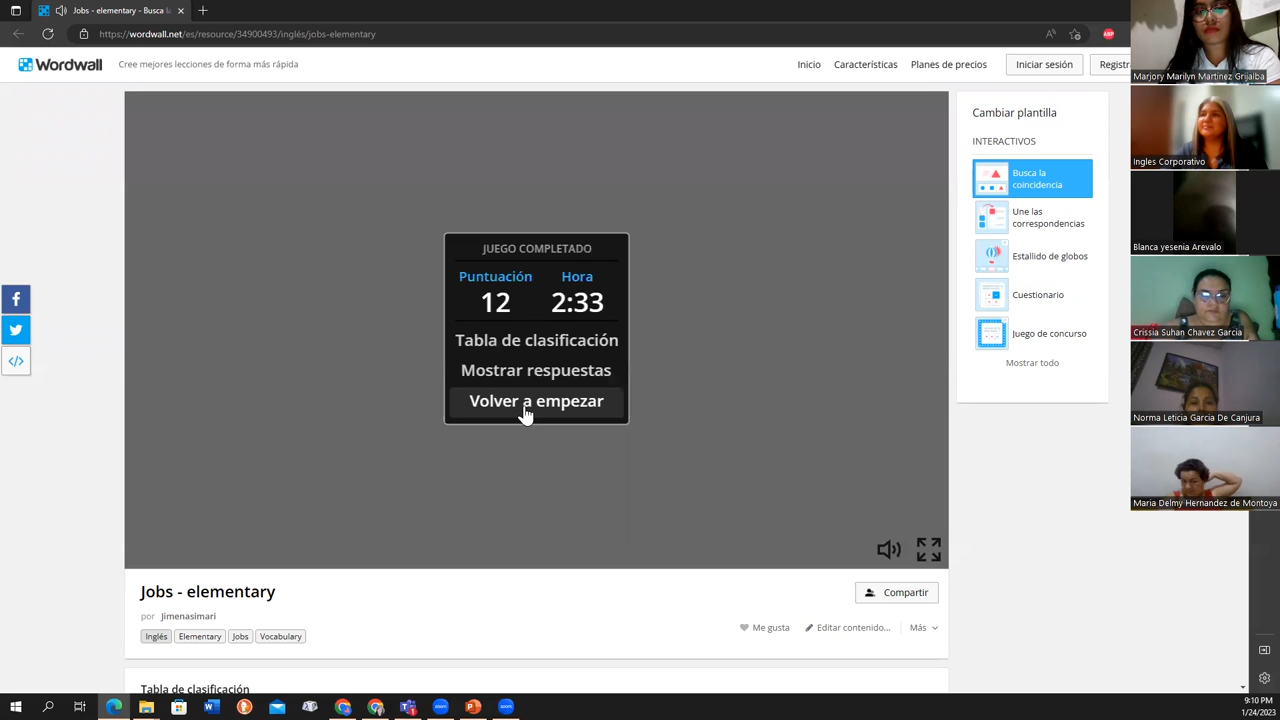 Jobs - elementary - Busca l
https://wordwall.net/es/resource/34900493/inglés/jobs-elementary
Wordwall
Cree mejores lecciones de forma más rápida
Inicio
Características
Planes de precios
Iniciar sesión
Registra
ABP
JUEGO COMPLETADO
Puntuación
Hora
12
2:33
Tabla de clasificación
Mostrar respuestas
Volver a empezar
Cambiar plantilla
INTERACTIVOS
Busca la
coincidencia
Une las
correspondencias
Estallido de globos
Cuestionario
Juego de concurso
Mostrar todo
Marjory Marilyn Martinez Grijalba
Ingles Corporativo
Blanca yesenia Arevalo
Crissia Suhan Chavez Garcia
Norma Leticia Garcia De Canjura
Maria Delmy Hernandez de Montoya
Jobs - elementary
por Jimenasimari
Inglés
Elementary
Jobs
Vocabulary
Compartir
Me gusta
Editar contenido...
Más
Tabla de clasificación
9:10 PM
1/24/2023